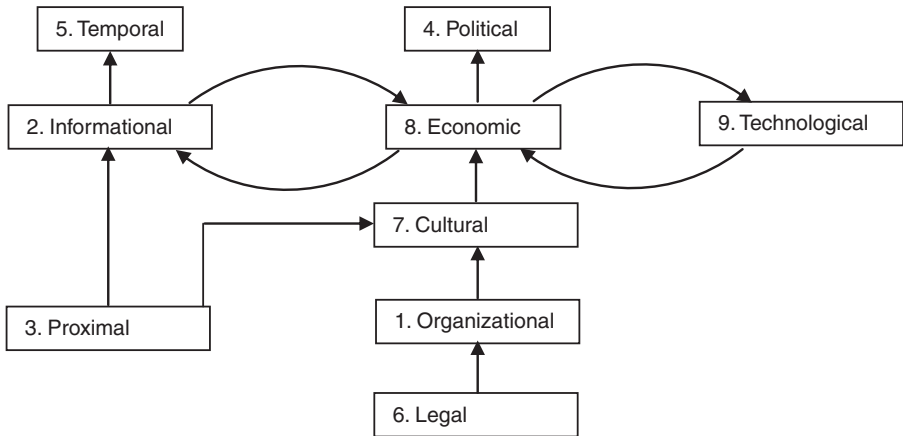 5. Temporal
4. Political
2. Informational
8. Economic
9. Technological
7. Cultural
3. Proximal
1. Organizational
6. Legal